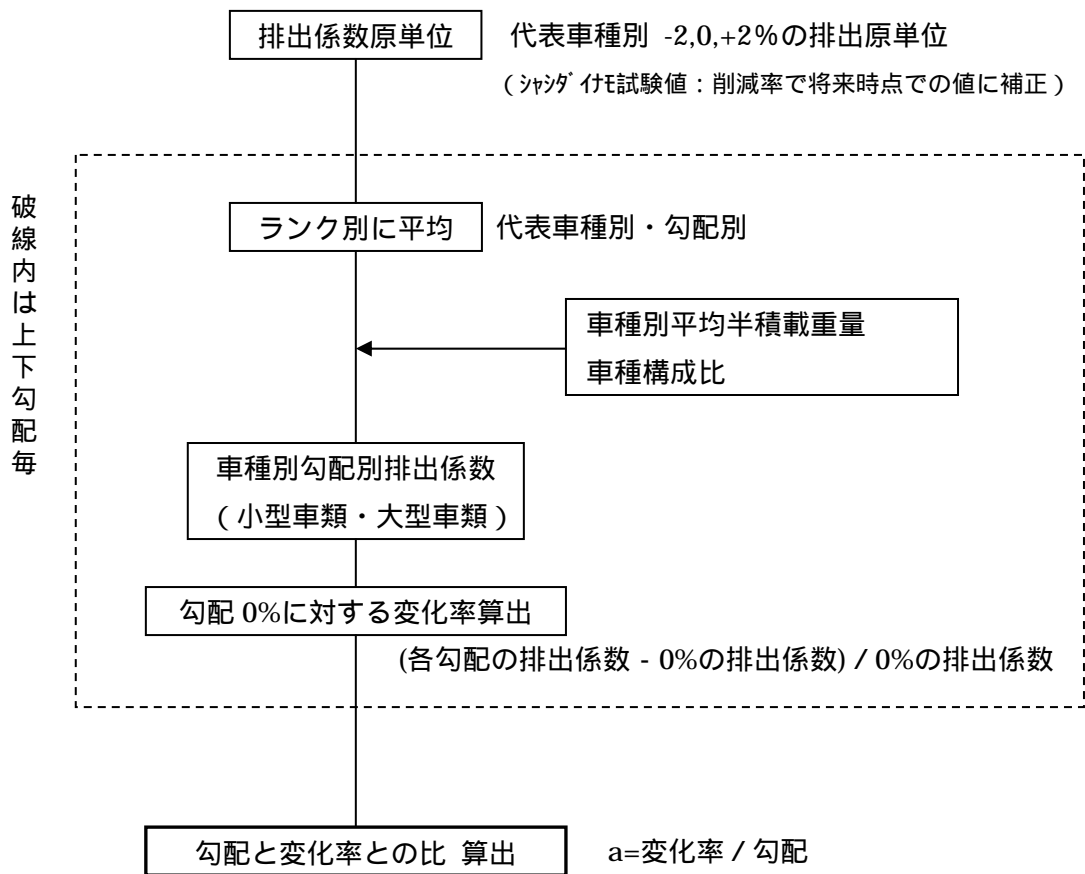 排出係数原単位
代表車種別 -2,0,+2%の排出原単位
（ｼｬｼﾀﾞｲﾅﾓ試験値：削減率で将来時点での値に補正）
破線内は上下勾配毎
ランク別に平均
代表車種別・勾配別
車種別平均半積載重量
車種構成比
車種別勾配別排出係数
（小型車類・大型車類）
勾配 0%に対する変化率算出
(各勾配の排出係数 - 0%の排出係数) / 0%の排出係数
勾配と変化率との比 算出
a=変化率 / 勾配